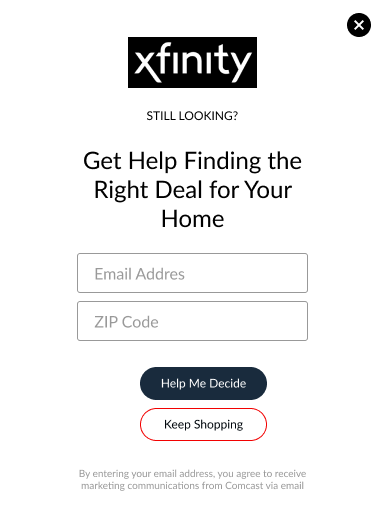 xfinity
STILL LOOKING?
Get Help Finding the
Right Deal for Your
Home
Email Addres
ZIP Code
Help Me Decide
Keep Shopping
By entering your email address, you agree to receive
marketing communications from Comcast via email